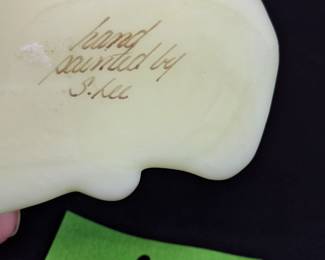 hand
painted by
S. Lee